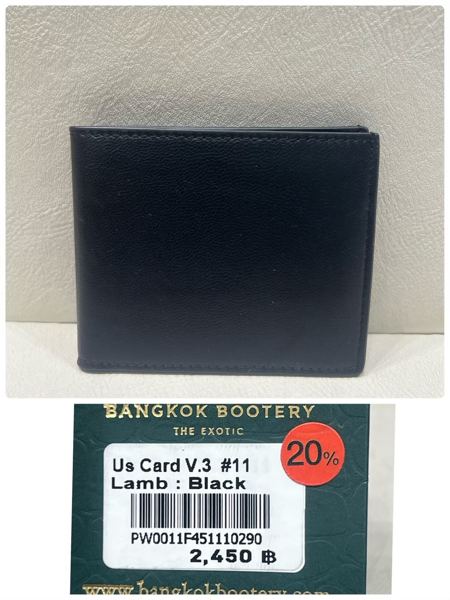 BANGKOK BOOTERY
THE EXOTIC
20%
Us Card V.3 #11
Lamb : Black
PW0011F451110290
2,450 ฿
www.bangkokbootery.com